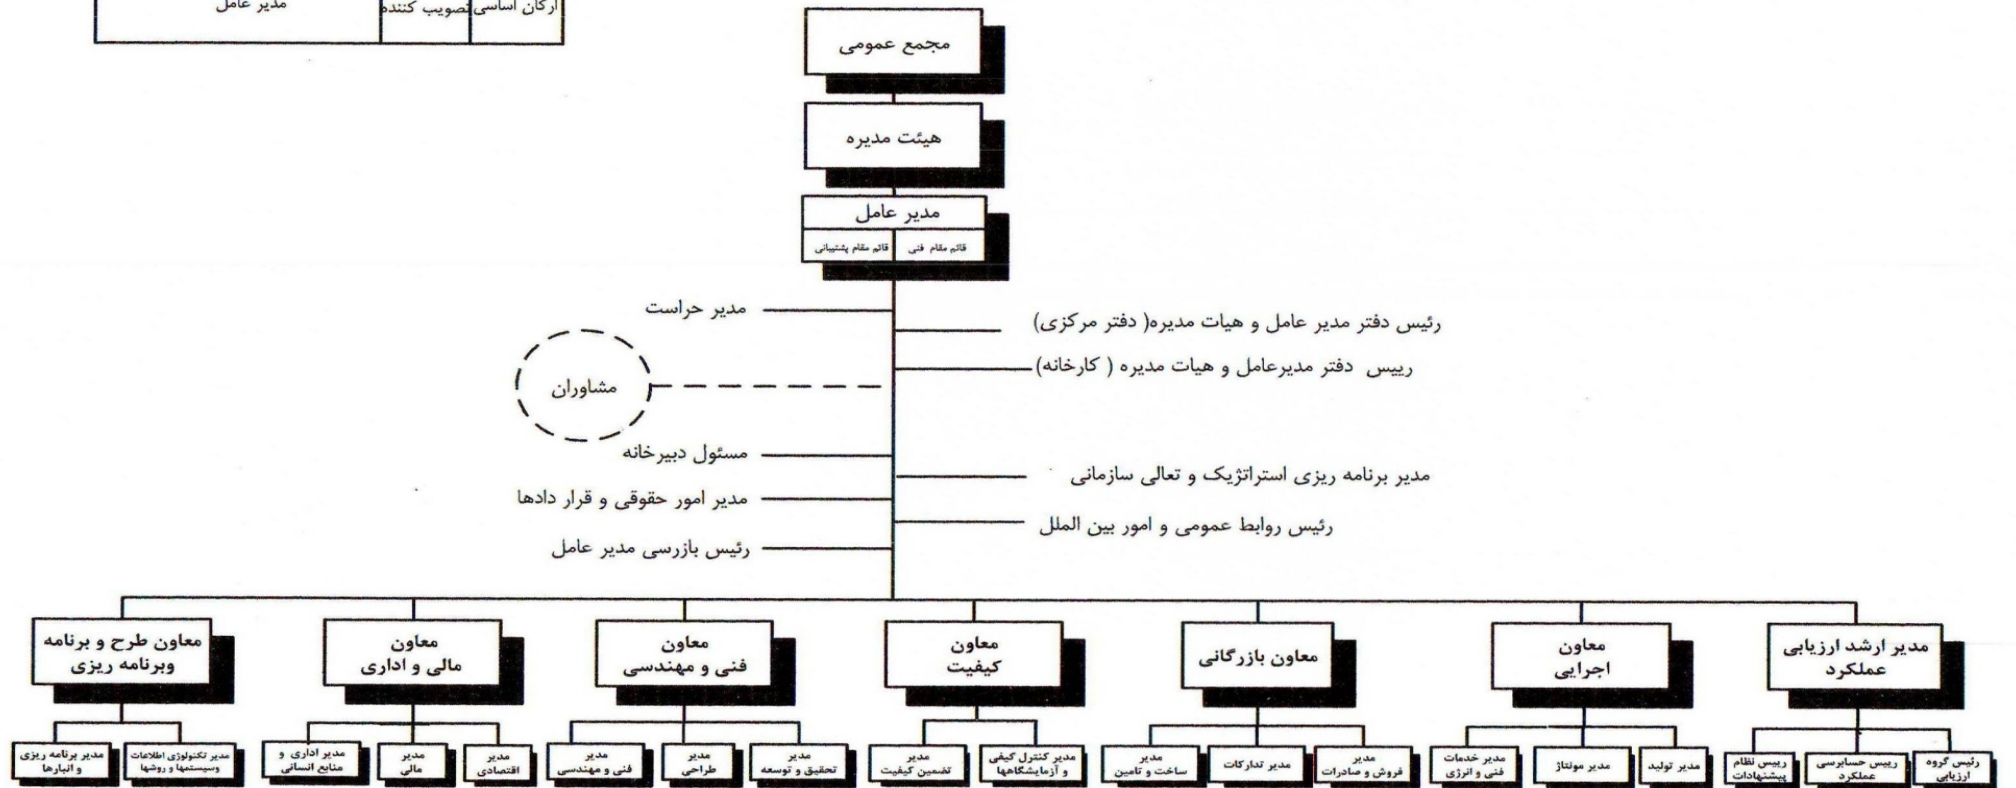 ارکان اساسی تصویب کننده مدیر عامل
مجمع عمومی
هیئت مدیره
مدیر عامل
قائم مقام فنی
قائم مقام پشتیبانی
مدیر حراست
رئیس دفتر مدیر عامل و هیات مدیره( دفتر مرکزی)
رییس دفتر مدیرعامل و هیات مدیره ( کارخانه)
مشاوران
مسئول دبیرخانه
مدیر برنامه ریزی استراتژیک و تعالی سازمانی
مدیر امور حقوقی و قرار دادها
رئیس روابط عمومی و امور بین الملل
رئیس بازرسی مدیر عامل
مدیر ارشد ارزیابی
عملکرد
معاون
اجرایی
معاون بازرگانی
معاون
کیفیت
معاون
فنی و مهندسی
معاون
مالی و اداری
معاون طرح و برنامه
وبرنامه ریزی
رئیس گروه
ارزیابی
رییس حسابرسی
عملکرد
رییس نظام
پیشنهادات
مدیر تولید
مدیر مونتاژ
مدیر خدمات
فنی و انرژی
مدیر
فروش و صادرات
مدیر تدارکات
مدیر
ساخت و تامین
مدیر کنترل کیفی
و آزمایشگاهها
مدیر
تضمین کیفیت
مدیر
تحقیق و توسعه
مدیر
طراحی
مدیر
فنی و مهندسی
مدیر
اقتصادی
مدیر
مالی
مدیر اداری و
منابع انسانی
مدیر تکنولوژی اطلاعات
وسیستمها و روشها
مدیر برنامه ریزی
و انبارها